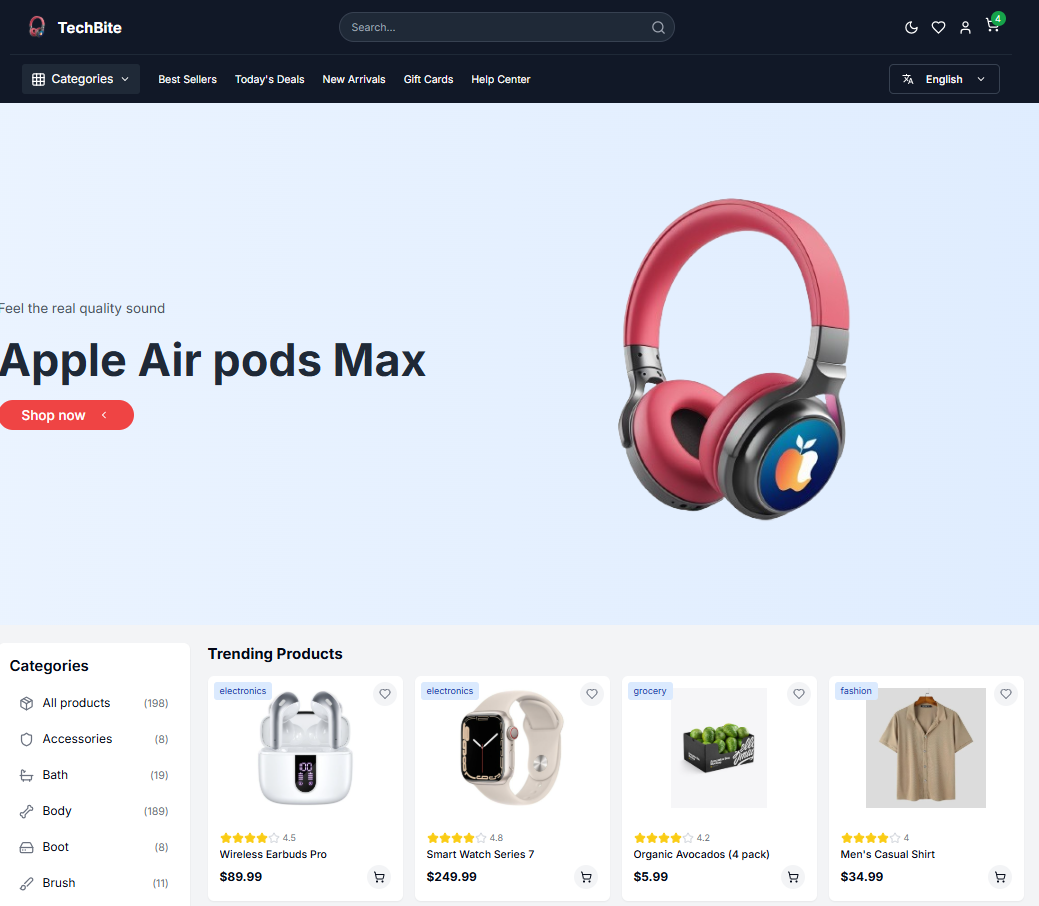 TechBite
Search...
4
Categories
Best Sellers
Today's Deals
New Arrivals
Gift Cards
Help Center
English
Feel the real quality sound
Apple Air pods Max
Shop now
Categories
All products (198)
Accessories (8)
Bath (19)
Body (189)
Boot (8)
Brush (11)
Trending Products
electronics
100
4.5
Wireless Earbuds Pro
$89.99
electronics
4.8
Smart Watch Series 7
$249.99
grocery
4.2
Organic Avocados (4 pack)
$5.99
fashion
4
Men's Casual Shirt
$34.99